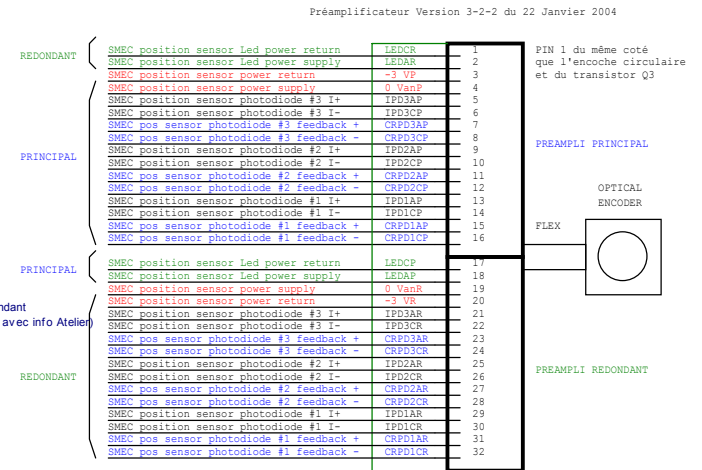 Préamplificateur Version 3-2-2 du 22 Janvier 2004
REDONDANT
SMEC position sensor Led power return LEDCR 1
SMEC position sensor Led power supply LEDAR 2
SMEC position sensor power return -3 VP 3
SMEC position sensor power supply 0 VanP 4
SMEC position sensor photodiode #3 I+ IPD3AP 5
SMEC position sensor photodiode #3 I- IPD3CP 6
SMEC pos sensor photodiode #3 feedback + CRPD3AP 7
SMEC pos sensor photodiode #3 feedback - CRPD3CP 8
SMEC position sensor photodiode #2 I+ IPD2AP 9
SMEC position sensor photodiode #2 I- IPD2CP 10
SMEC pos sensor photodiode #2 feedback + CRPD2AP 11
SMEC pos sensor photodiode #2 feedback - CRPD2CP 12
SMEC position sensor photodiode #1 I+ IPD1AP 13
SMEC position sensor photodiode #1 I- IPD1CP 14
SMEC pos sensor photodiode #1 feedback + CRPD1AP 15
SMEC pos sensor photodiode #1 feedback - CRPD1CP 16
PRINCIPAL
PIN 1 du même coté
que l'encoche circulaire
et du transistor Q3
PREAMPLI PRINCIPAL
OPTICAL
ENCODER
FLEX
PRINCIPAL
SMEC position sensor Led power return LEDCP 17
SMEC position sensor Led power supply LEDAP 18
SMEC position sensor power supply 0 VanR 19
SMEC position sensor power return -3 VR 20
SMEC position sensor photodiode #3 I+ IPD3AR 21
SMEC position sensor photodiode #3 I- IPD3CR 22
SMEC pos sensor photodiode #3 feedback + CRPD3AR 23
SMEC pos sensor photodiode #3 feedback - CRPD3CR 24
SMEC position sensor photodiode #2 I+ IPD2AR 25
SMEC position sensor photodiode #2 I- IPD2CR 26
SMEC pos sensor photodiode #2 feedback + CRPD2AR 27
SMEC pos sensor photodiode #2 feedback - CRPD2CR 28
SMEC position sensor photodiode #1 I+ IPD1AR 29
SMEC position sensor photodiode #1 I- IPD1CR 30
SMEC pos sensor photodiode #1 feedback + CRPD1AR 31
SMEC pos sensor photodiode #1 feedback - CRPD1CR 32
ndant
avec info Atelier)
REDONDANT
PREAMPLI REDONDANT